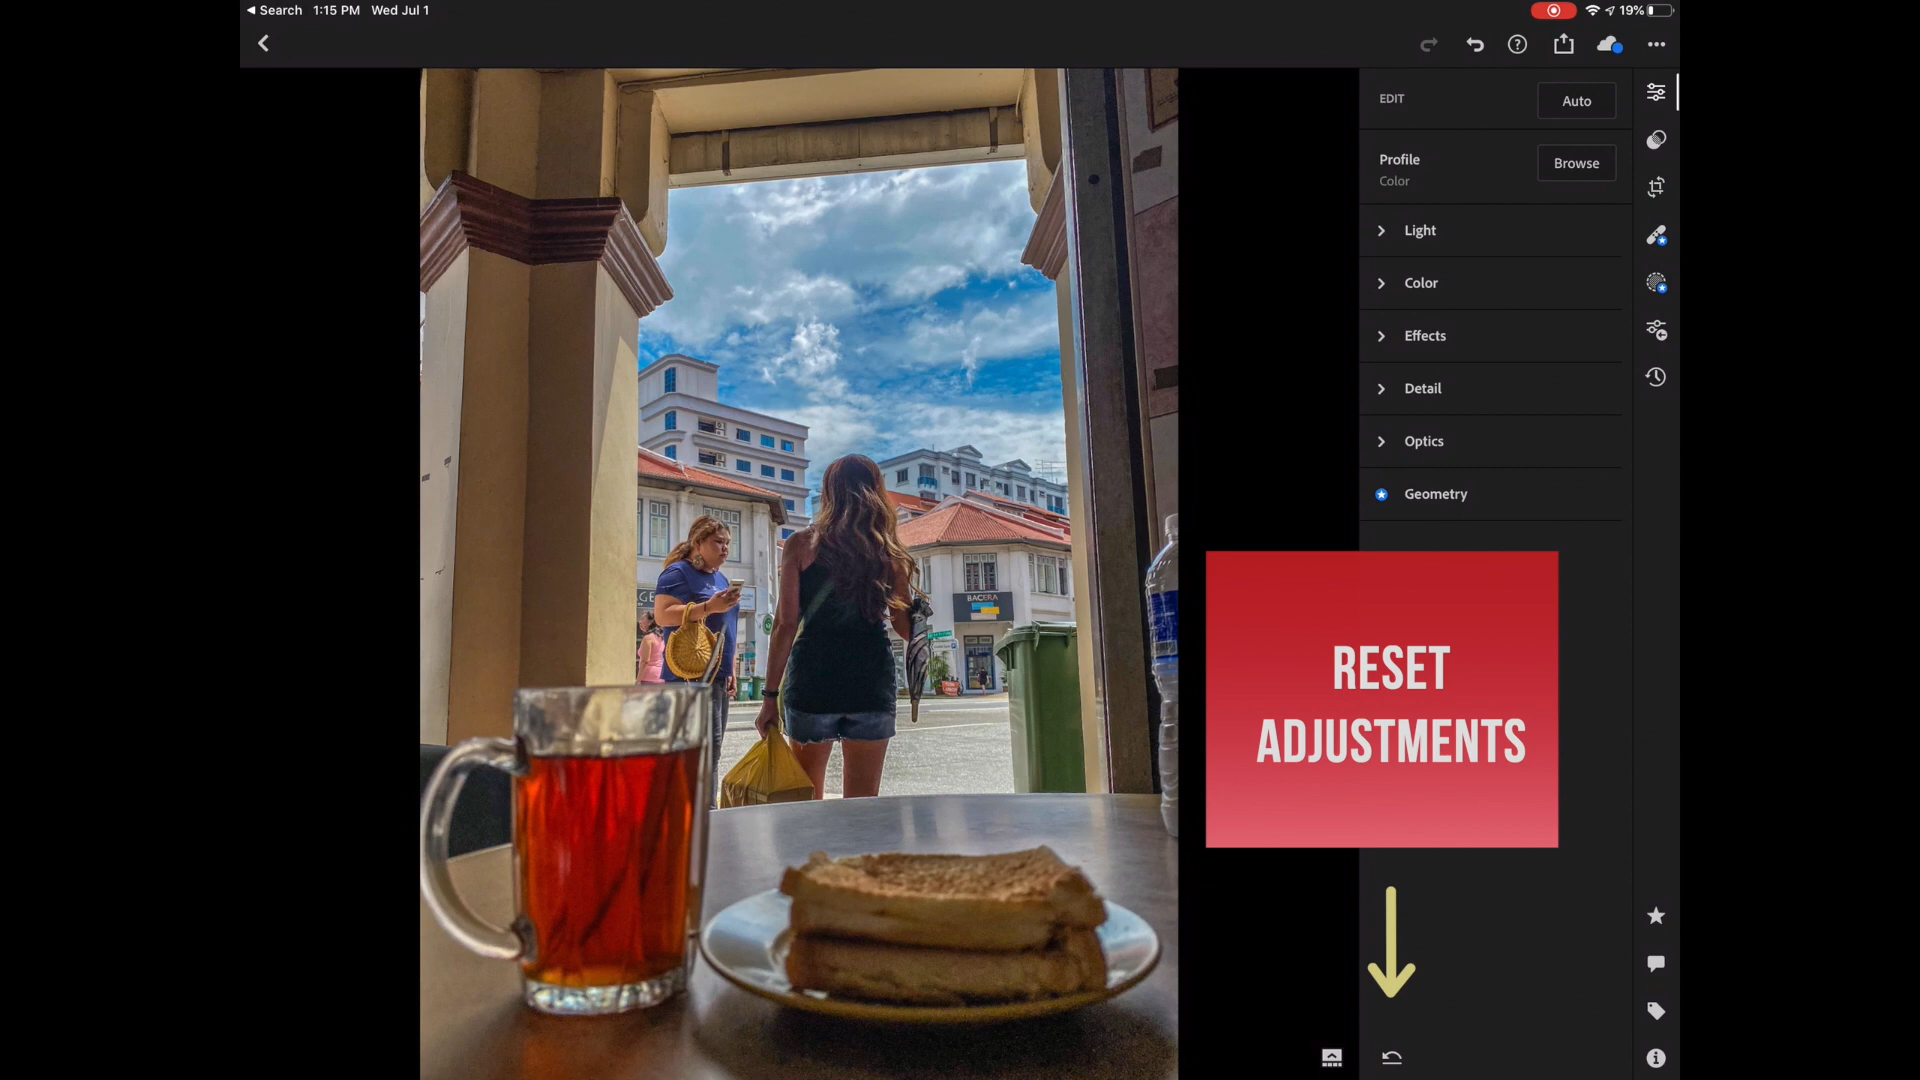 Search 1:15 PM Wed Jul 1
19%
EDIT
Auto
Profile
Color
Browse
Light
Color
Effects
Detail
Optics
Geometry
BACERA
RESET
ADJUSTMENTS